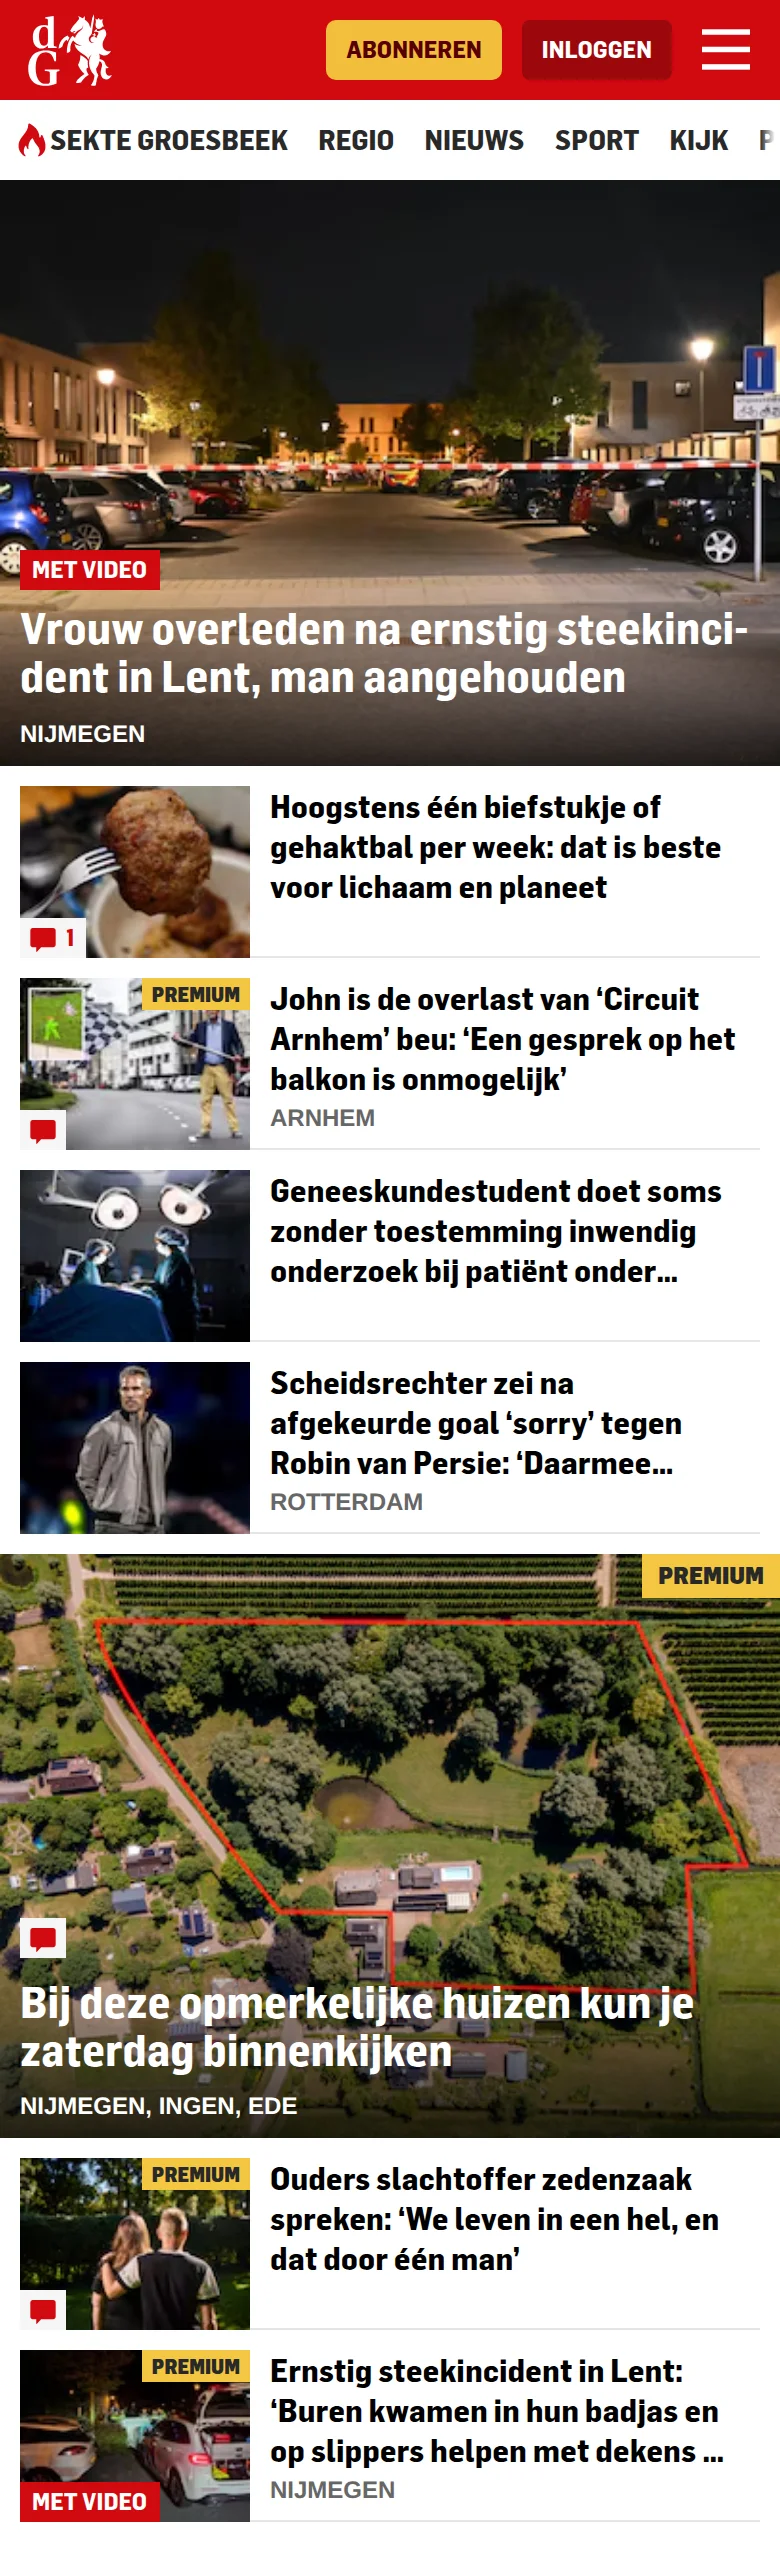 dG
ABONNEREN
INLOGGEN
SEKTE GROESBEEK REGIO NIEUWS SPORT KIJK P
MET VIDEO
Vrouw overleden na ernstig steekinci-
dent in Lent, man aangehouden
NIJMEGEN
Hoogstens één biefstukje of
gehaktbal per week: dat is beste
voor lichaam en planeet
1
PREMIUM
John is de overlast van ‘Circuit
Arnhem’ beu: ‘Een gesprek op het
balkon is onmogelijk’
ARNHEM
Geneeskundestudent doet soms
zonder toestemming inwendig
onderzoek bij patiënt onder...
Scheidsrechter zei na
afgekeurde goal ‘sorry’ tegen
Robin van Persie: ‘Daarmee...
ROTTERDAM
PREMIUM
Bij deze opmerkelijke huizen kun je
zaterdag binnenkijken
NIJMEGEN, INGEN, EDE
PREMIUM
Ouders slachtoffer zedenzaak
spreken: ‘We leven in een hel, en
dat door één man’
PREMIUM
Ernstig steekincident in Lent:
‘Buren kwamen in hun badjas en
op slippers helpen met dekens ...
MET VIDEO
NIJMEGEN